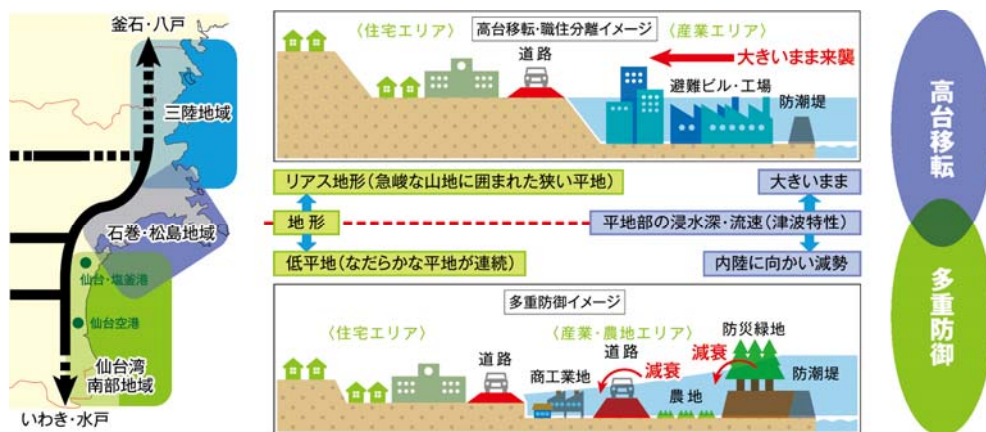 釜石・八戸
三陸地域
石巻・松島地域
仙台・塩釜港
仙台空港
仙台湾
南部地域
いわき・水戸
高台移転・職住分離イメージ
〈住宅エリア〉
〈産業エリア〉
道路
大きいまま来襲
避難ビル・工場
防潮堤
リアス地形(急峻な山地に囲まれた狭い平地)
大きいまま
地形
平地部の浸水深・流速(津波特性)
低平地(なだらかな平地が連続)
内陸に向かい減勢
多重防御イメージ
〈住宅エリア〉
〈産業・農地エリア〉
防災緑地
道路
道路
減衰
減衰
商工業地
農地
防潮堤
高台移転
多重防御